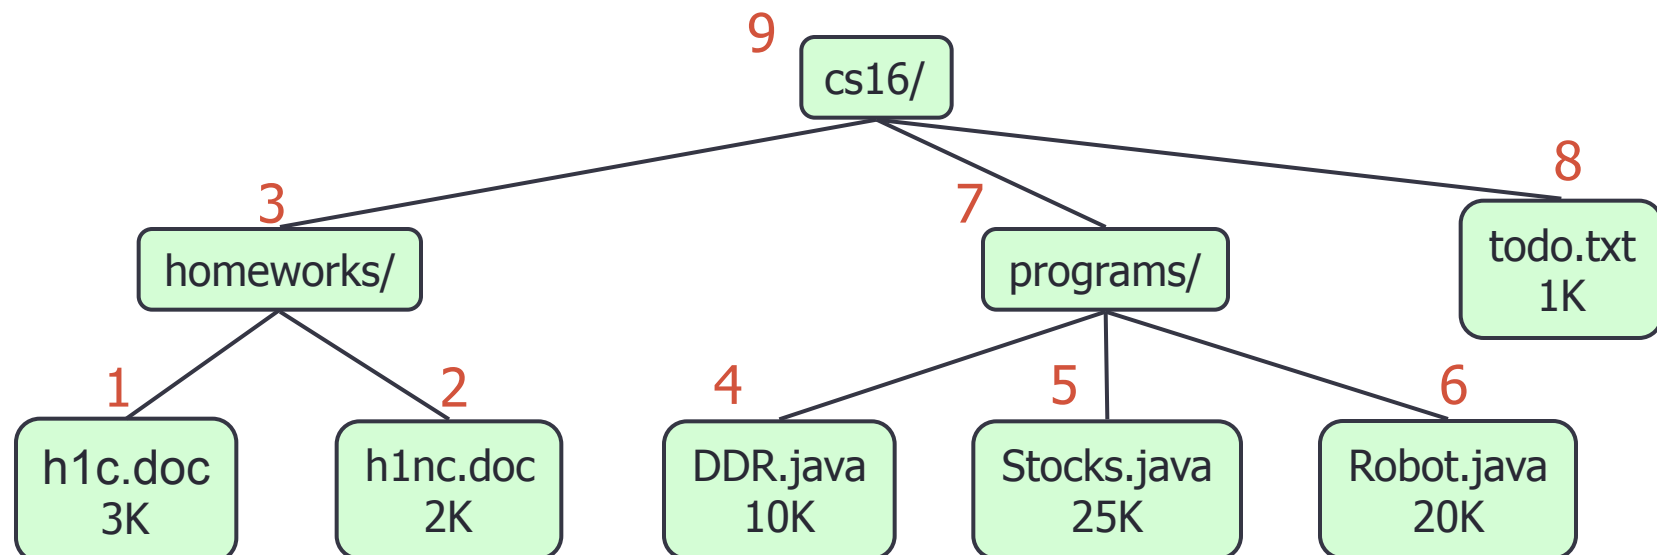 9
cs16/
3
homeworks/
7
programs/
8
todo.txt
1K
1
h1c.doc
3K
2
h1nc.doc
2K
4
DDR.java
10K
5
Stocks.java
25K
6
Robot.java
20K